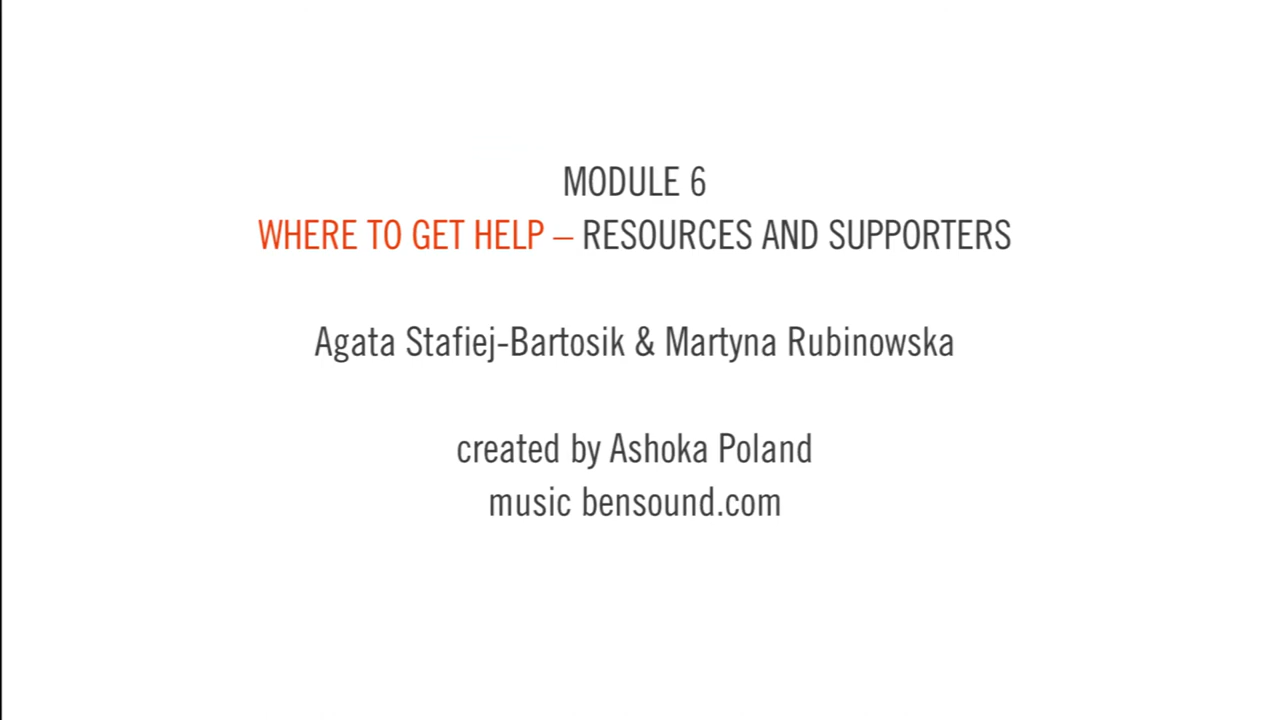 MODULE 6
WHERE TO GET HELP – RESOURCES AND SUPPORTERS
Agata Stafiej-Bartosik & Martyna Rubinowska
created by Ashoka Poland
music bensound.com